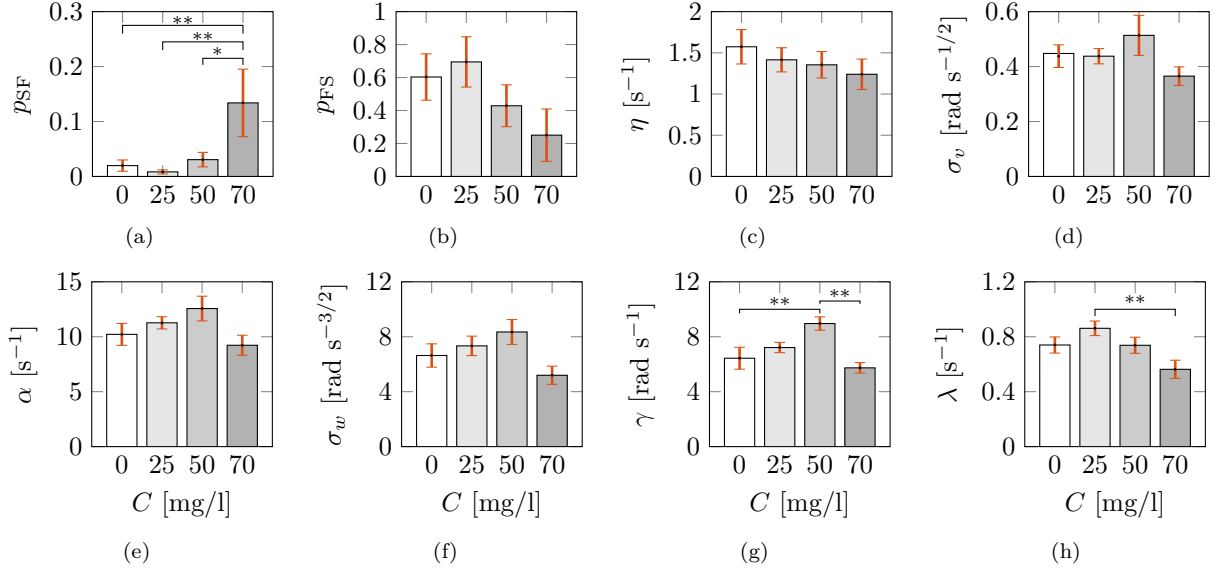 0.3
0.2
0.1
0
p_SF
**
**
*
0 25 50 70
(a)
1
0.8
0.6
0.4
0.2
0
p_FS
0 25 50 70
(b)
2
1.5
1
0.5
0
η [s⁻¹]
0 25 50 70
(c)
0.6
0.4
0.2
0
σ_v [rad s^{-1/2}]
0 25 50 70
(d)
15
10
5
0
α [s⁻¹]
0 25 50 70
C [mg/l]
(e)
12
8
4
0
σ_w [rad s^{-3/2}]
0 25 50 70
C [mg/l]
(f)
12
8
4
0
γ [rad s⁻¹]
**
**
0 25 50 70
C [mg/l]
(g)
1.2
0.8
0.4
0
λ [s⁻¹]
**
0 25 50 70
C [mg/l]
(h)